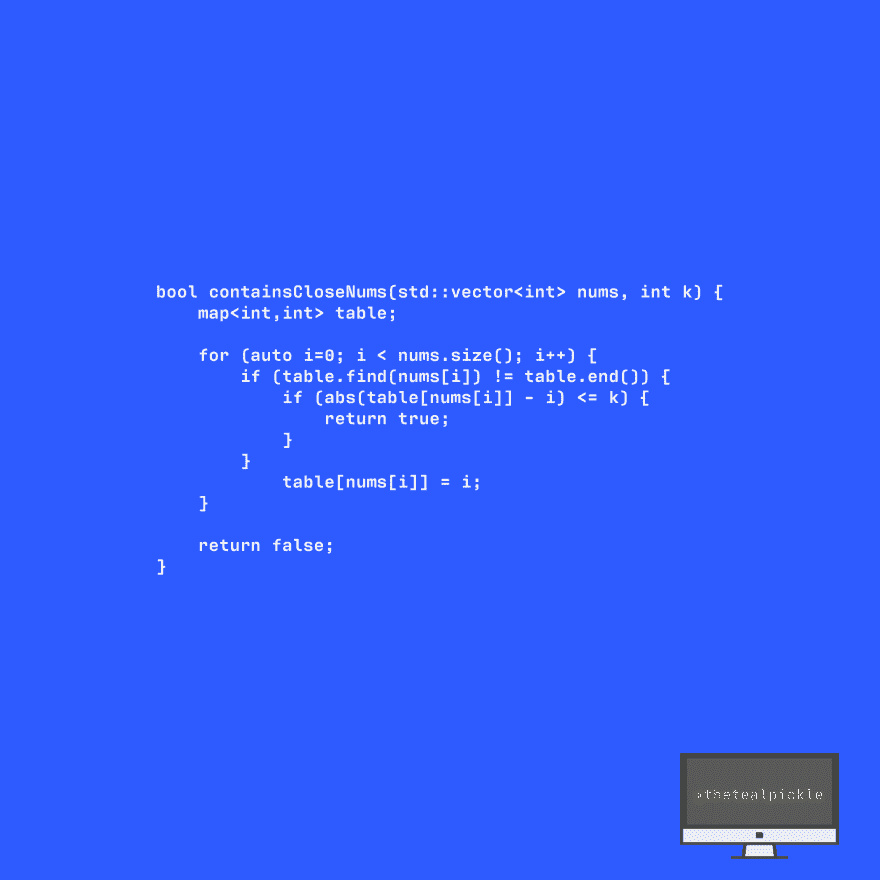 bool containsCloseNums(std::vector<int> nums, int k) {
    map<int,int> table;

    for (auto i=0; i < nums.size(); i++) {
        if (table.find(nums[i]) != table.end()) {
            if (abs(table[nums[i]] - i) <= k) {
                return true;
            }
        }
            table[nums[i]] = i;
    }

    return false;
}
thetealpickle